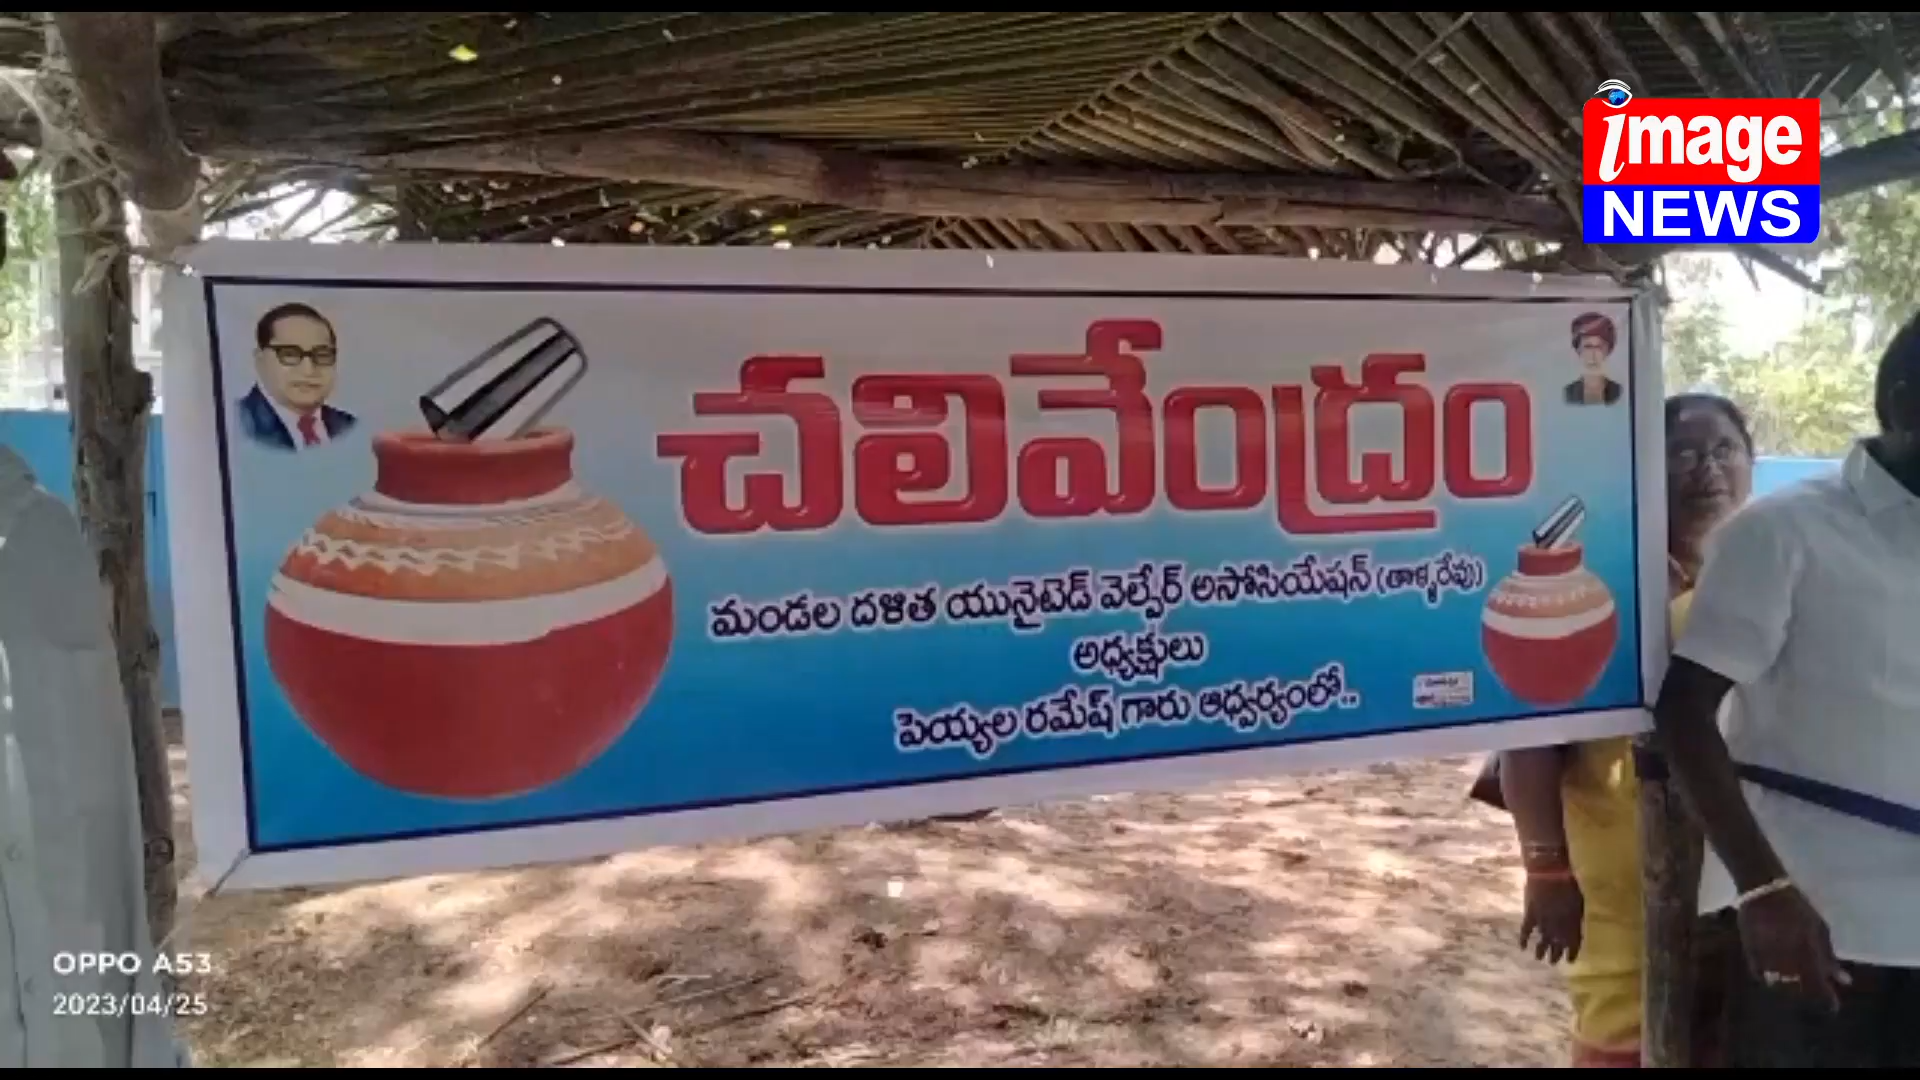 image
NEWS
చలివేంద్రం
మండల దళిత యునైటెడ్ వెల్ఫేర్ అసోసియేషన్ (తాళ్ళరేవు)
అధ్యక్షులు
పెయ్యల రమేష్ గారు ఆధ్వర్యంలో..
OPPO A53
2023/04/25